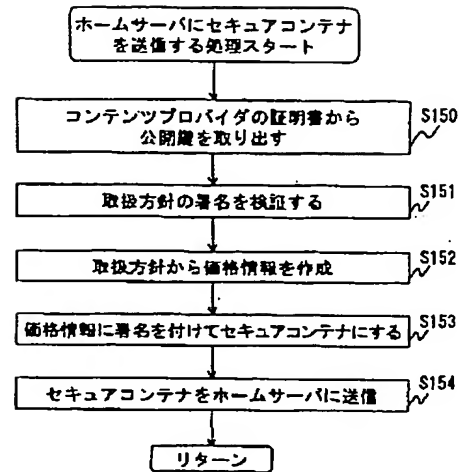 ホームサーバにセキュアコンテナ
を送信する処理スタート
コンテンツプロバイダの証明書から
公開鍵を取り出す
S150
取扱方針の署名を検証する
S151
取扱方針から価格情報を作成
S152
価格情報に署名を付けてセキュアコンテナにする
S153
セキュアコンテナをホームサーバに送信
S154
リターン